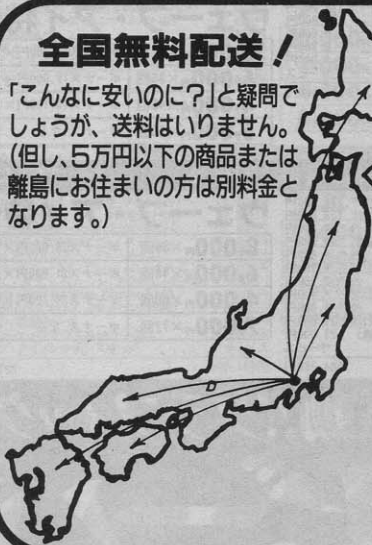 全国無料配送！
「こんなに安いのに？」と疑問で
しょうが、送料はいりません。
(但し、5万円以下の商品または
離島にお住まいの方は別料金と
なります。)